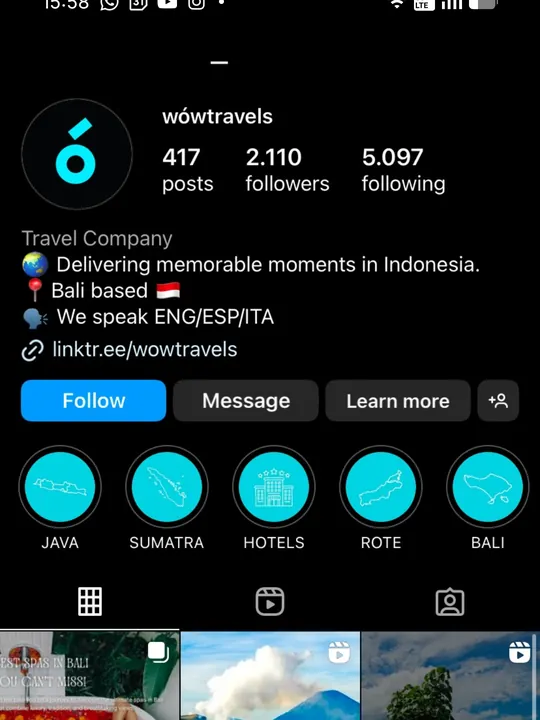 15:58
LTE
wówtravels
417 2.110 5.097
posts followers following
Travel Company
Delivering memorable moments in Indonesia.
Bali based
We speak ENG/ESP/ITA
linktr.ee/wowtravels
Follow Message Learn more
JAVA SUMATRA HOTELS ROTE BALI
EST SPAS IN BALI
OU CAN'T MISS!